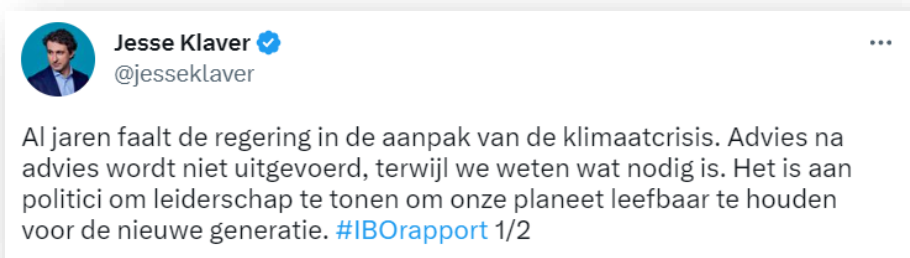 Jesse Klaver
@jesseklaver
Al jaren faalt de regering in de aanpak van de klimaatcrisis. Advies na
advies wordt niet uitgevoerd, terwijl we weten wat nodig is. Het is aan
politici om leiderschap te tonen om onze planeet leefbaar te houden
voor de nieuwe generatie. #IBOrapport 1/2